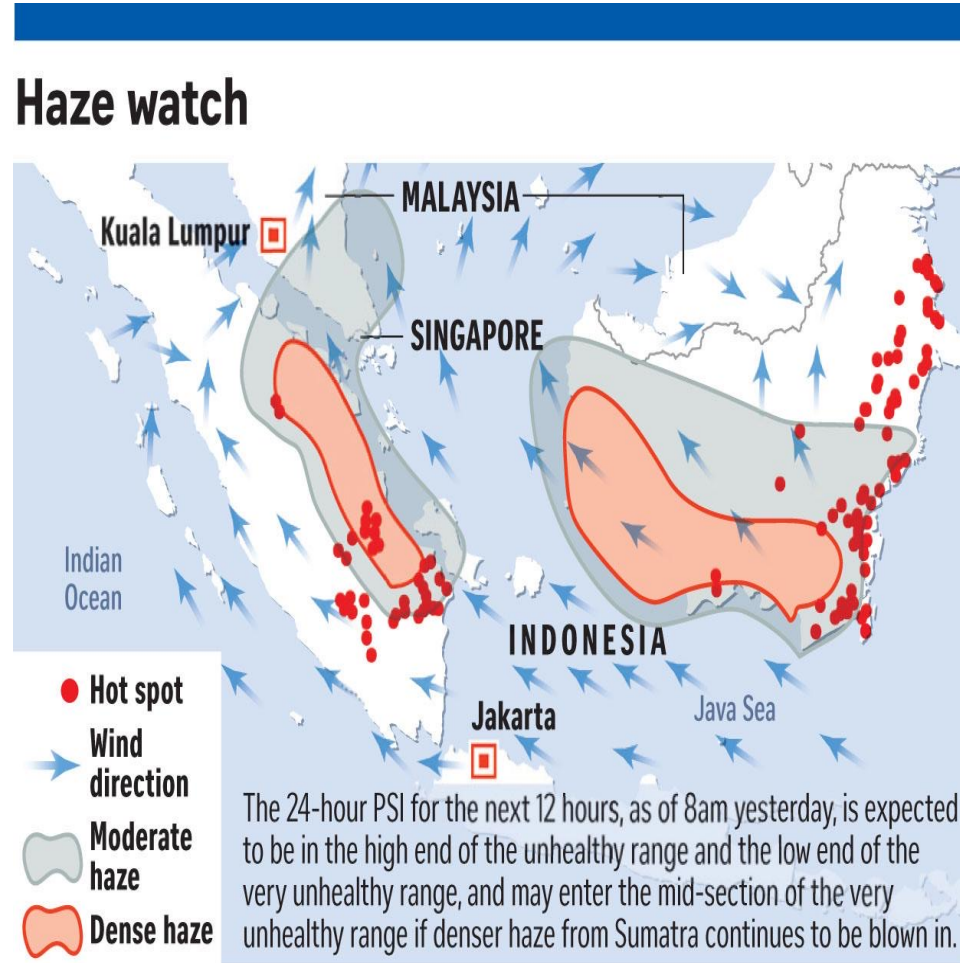 Haze watch
MALAYSIA
Kuala Lumpur
SINGAPORE
Indian
Ocean
INDONESIA
Java Sea
Jakarta
Hot spot
Wind
direction
Moderate
haze
Dense haze
The 24-hour PSI for the next 12 hours, as of 8am yesterday, is expected
to be in the high end of the unhealthy range and the low end of the
very unhealthy range, and may enter the mid-section of the very
unhealthy range if denser haze from Sumatra continues to be blown in.